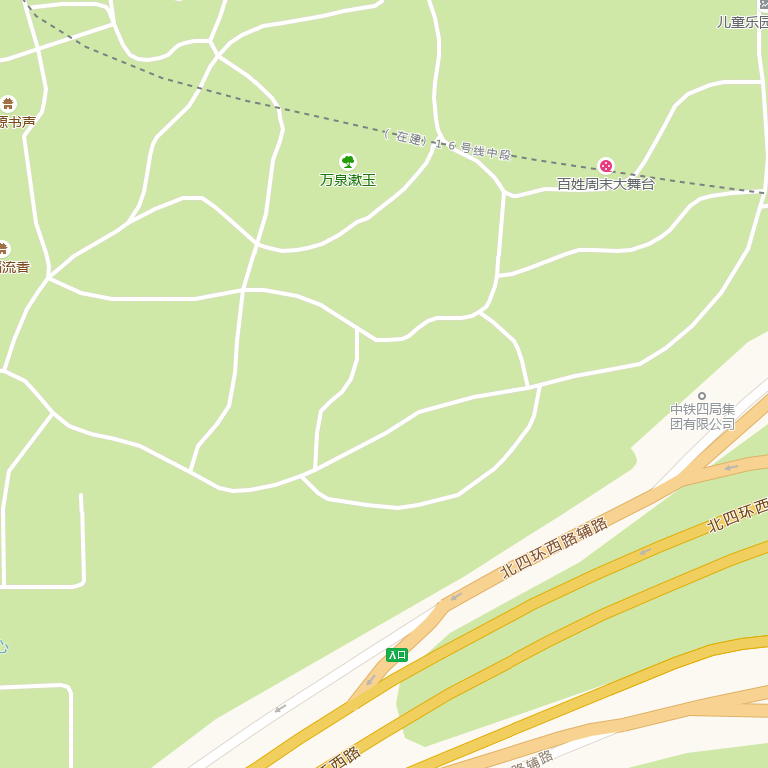 儿童乐园
源书声
(在建) 16号线中段
万泉漱玉
百姓周末大舞台
流香
中铁四局集
团有限公司
北四环西
北四环西路辅路
心
入口
环西路
路辅路